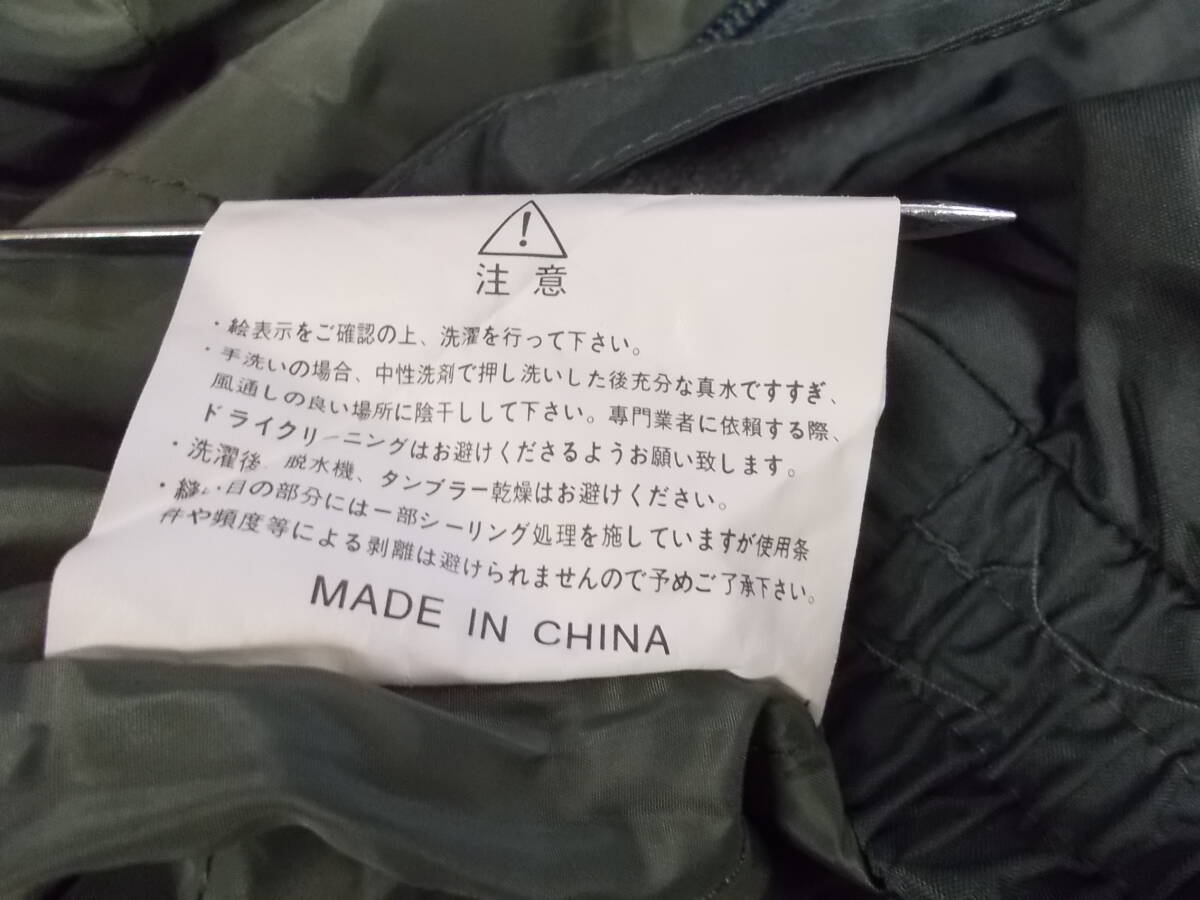 注意
・絵表示をご確認の上、洗濯を行って下さい。
・手洗いの場合、中性洗剤で押し洗いした後充分な真水ですすぎ、
風通しの良い場所に陰干しして下さい。専門業者に依頼する際、
ドライクリーニングはお避けくださるようお願い致します。
・洗濯後、脱水機、タンブラー乾燥はお避けください。
・縫い目の部分には一部シーリング処理を施していますが使用条
件や頻度等による剥離は避けられませんので予めご了承下さい。
MADE IN CHINA